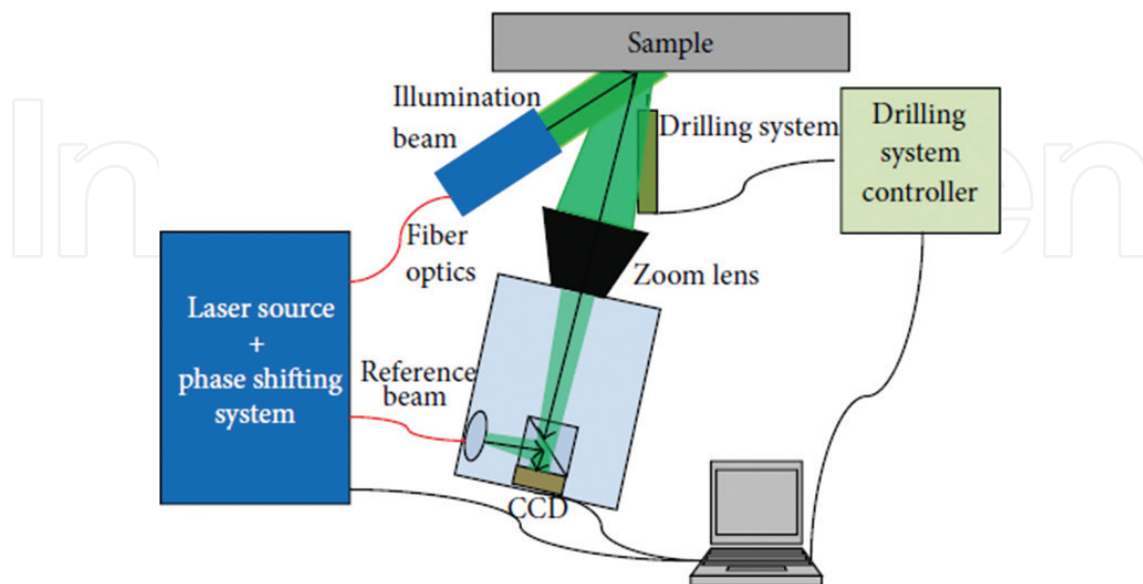 Sample
Illumination
beam
Drilling system
Drilling
system
controller
Fiber
optics
Zoom lens
Laser source
+
phase shifting
system
Reference
beam
CCD